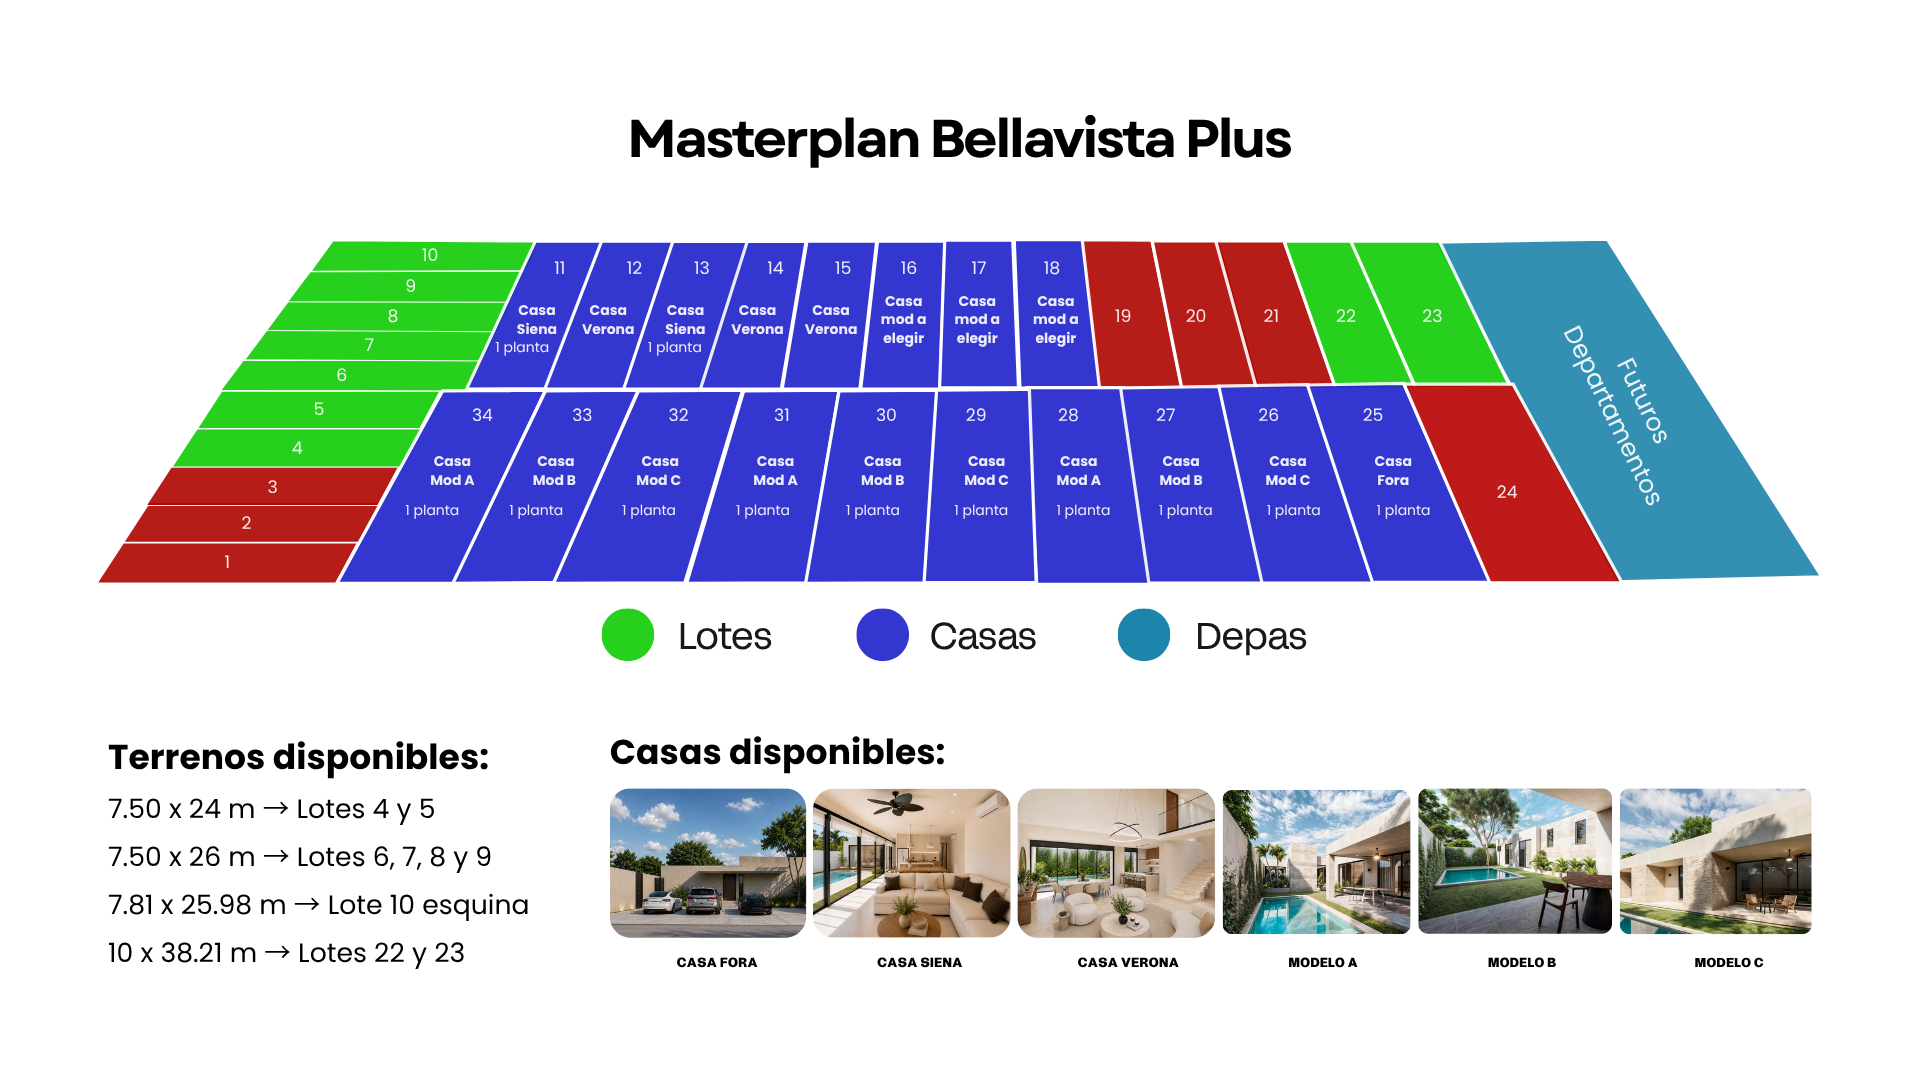 Masterplan Bellavista Plus
10
9
8
7
6
5
4
3
2
1
11
Casa
Siena
1 planta
12
Casa
Verona
13
Casa
Siena
1 planta
14
Casa
Verona
15
Casa
Verona
16
Casa
mod a
elegir
17
Casa
mod a
elegir
18
Casa
mod a
elegir
19
20
21
22
23
34
Casa
Mod A
1 planta
33
Casa
Mod B
1 planta
32
Casa
Mod C
1 planta
31
Casa
Mod A
1 planta
30
Casa
Mod B
1 planta
29
Casa
Mod C
1 planta
28
Casa
Mod A
1 planta
27
Casa
Mod B
1 planta
26
Casa
Mod C
1 planta
25
Casa
Fora
1 planta
24
Futuros
Departamentos
Lotes
Casas
Depas
Terrenos disponibles:
7.50 x 24 m → Lotes 4 y 5
7.50 x 26 m → Lotes 6, 7, 8 y 9
7.81 x 25.98 m → Lote 10 esquina
10 x 38.21 m → Lotes 22 y 23
Casas disponibles:
CASA FORA
CASA SIENA
CASA VERONA
MODELO A
MODELO B
MODELO C